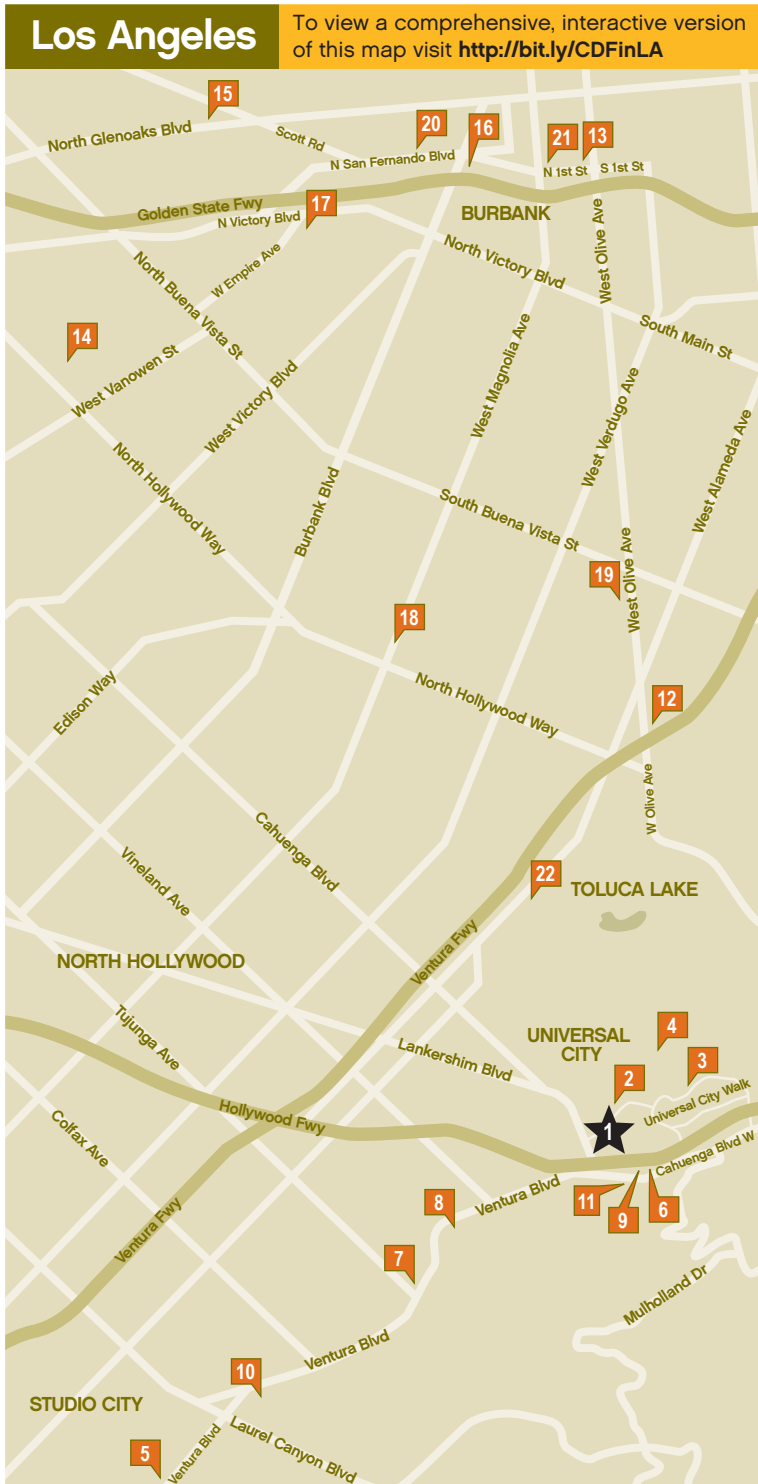 Los Angeles
To view a comprehensive, interactive version
of this map visit http://bit.ly/CDFinLA
15
North Glenoaks Blvd
Scott Rd
20
16
21
13
N San Fernando Blvd
N 1st St
S 1st St
Golden State Fwy
17
N Victory Blvd
BURBANK
West Olive Ave
North Victory Blvd
W Empire Ave
North Buena Vista St
14
South Main St
West Vanowen St
West Magnolia Ave
West Victory Blvd
West Verdugo Ave
West Alameda Ave
North Hollywood Way
Burbank Blvd
South Buena Vista St
West Olive Ave
19
18
Edison Way
North Hollywood Way
12
W Olive Ave
Cahuenga Blvd
Vineland Ave
22
TOLUCA LAKE
Ventura Fwy
NORTH HOLLYWOOD
Tujunga Ave
Lankershim Blvd
UNIVERSAL
CITY
4
3
2
Universal City Walk
1
Hollywood Fwy
Colfax Ave
Cahuenga Blvd W
Ventura Blvd
11
9
6
8
Ventura Fwy
7
Mulholland Dr
Ventura Blvd
10
STUDIO CITY
Laurel Canyon Blvd
5
Ventura Blvd